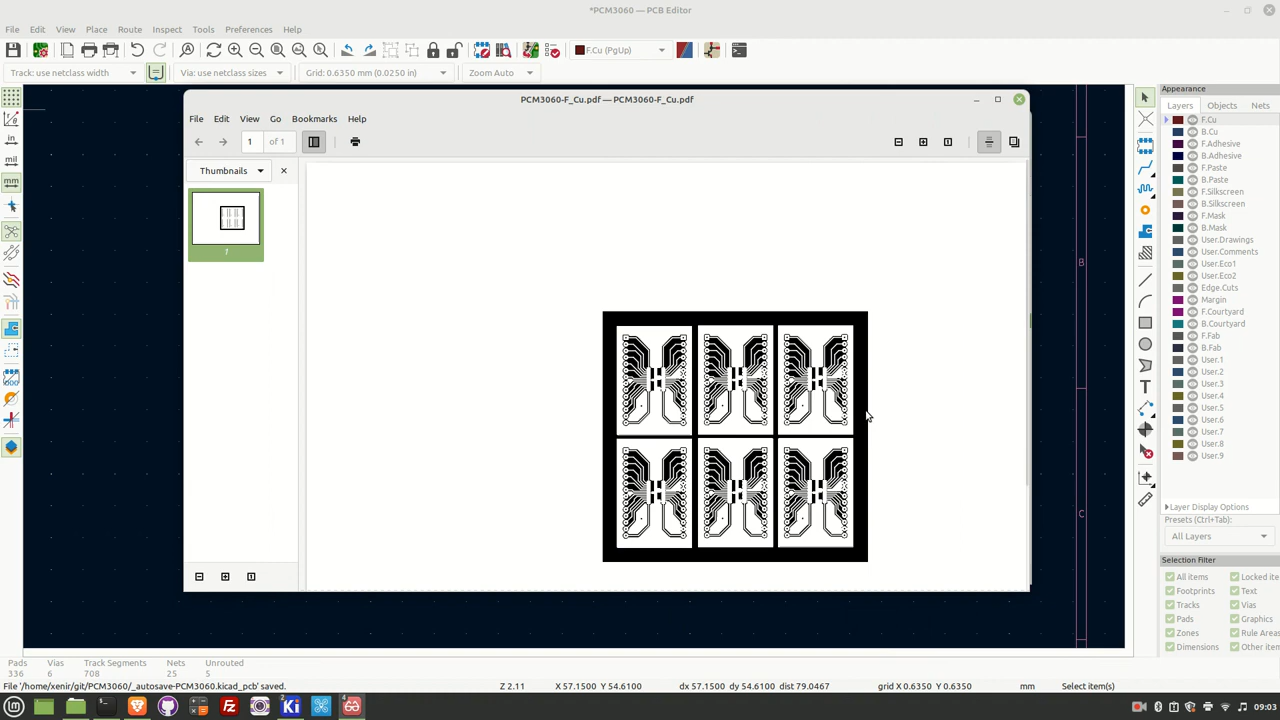 *PCM3060 — PCB Editor
File Edit View Place Route Inspect Tools Preferences Help
F.Cu (PgUp)
Track: use netclass width Via: use netclass sizes Grid: 0.6350 mm (0.0250 in) Zoom Auto
Appearance
Layers Objects Nets
F.Cu
B.Cu
F.Adhesive
B.Adhesive
F.Paste
B.Paste
F.Silkscreen
B.Silkscreen
F.Mask
B.Mask
User.Drawings
User.Comments
User.Eco1
User.Eco2
Edge.Cuts
Margin
F.Courtyard
B.Courtyard
F.Fab
B.Fab
User.1
User.2
User.3
User.4
User.5
User.6
User.7
User.8
User.9
Layer Display Options
Presets (Ctrl+Tab):
All Layers
Selection Filter
All items Locked ite
Footprints Text
Tracks Vias
Pads Graphics
Zones Rule Areas
Dimensions Other item
in
mil
mm
B
C
PCM3060-F_Cu.pdf — PCM3060-F_Cu.pdf
File Edit View Go Bookmarks Help
1 of 1
Thumbnails
1
Pads Vias Track Segments Nets Unrouted
336 6 708 25 5
File '/home/xenir/git/PCM3060/_autosave-PCM3060.kicad_pcb' saved. Z 2.11 X 57.1500 Y 54.6100 dx 57.1500 dy 54.6100 dist 79.0467 grid X 0.6350 Y 0.6350 mm Select item(s)
2 Ki 4 09:03